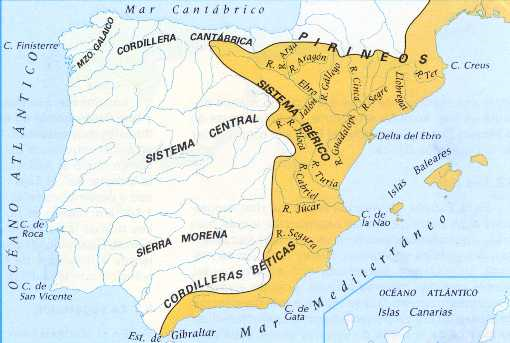 Mar Cantábrico
C. Finisterre
MZO. GALAICO
CORDILLERA CANTÁBRICA
PIRINEOS
R. Arga
R. Aragón
R. Gállego
R. Cinca
R. Segre
Llobregat
R. Ter
C. Creus
Ebro
R. Jalón
R. Jiloca
SISTEMA IBÉRICO
R. Guadalope
Delta del Ebro
OCÉANO ATLÁNTICO
SISTEMA CENTRAL
R. Turia
R. Cabriel
Islas Baleares
R. Júcar
C. de la Nao
C. de Roca
SIERRA MORENA
R. Segura
CORDILLERAS BÉTICAS
C. de San Vicente
C. de Gata
Mar Mediterráneo
Est. de Gibraltar
OCÉANO ATLÁNTICO
Islas Canarias